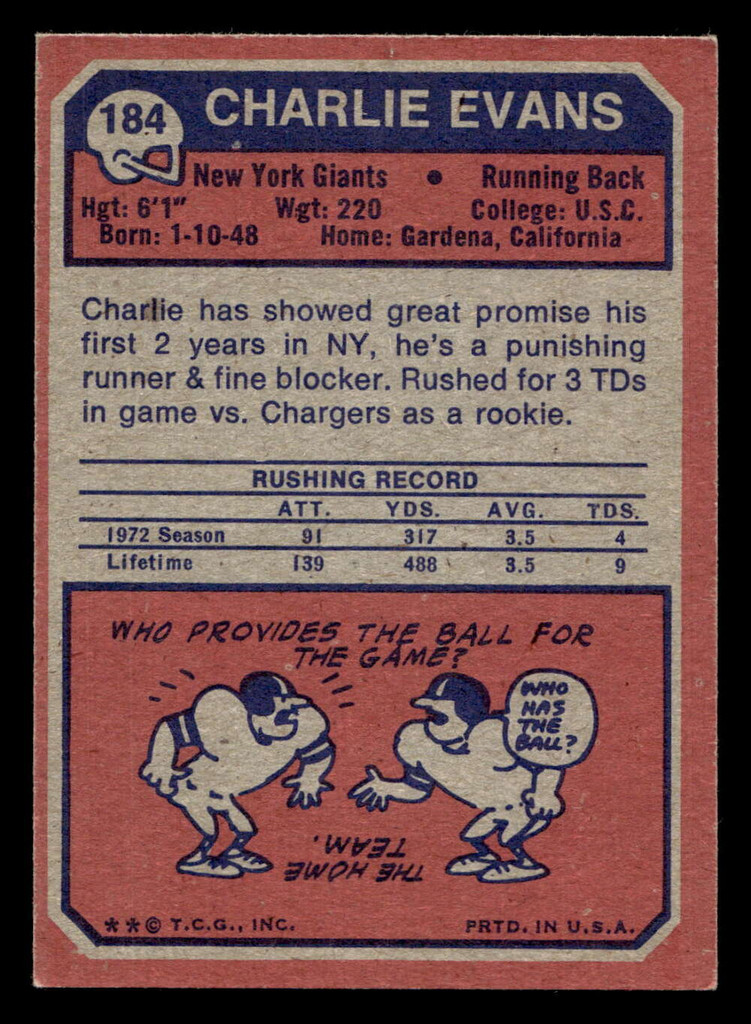 184
CHARLIE EVANS
New York Giants • Running Back
Hgt: 6'1" Wgt: 220 College: U.S.C.
Born: 1-10-48 Home: Gardena, California
Charlie has showed great promise his
first 2 years in NY, he's a punishing
runner & fine blocker. Rushed for 3 TDs
in game vs. Chargers as a rookie.
RUSHING RECORD
ATT. YDS. AVG. TDS.
1972 Season 91 317 3.5 4
Lifetime 139 488 3.5 9
WHO PROVIDES THE BALL FOR
THE GAME?
WHO
HAS
THE
BALL?
THE HOME
TEAM.
**© T.C.G., INC. PRTD. IN U.S.A.